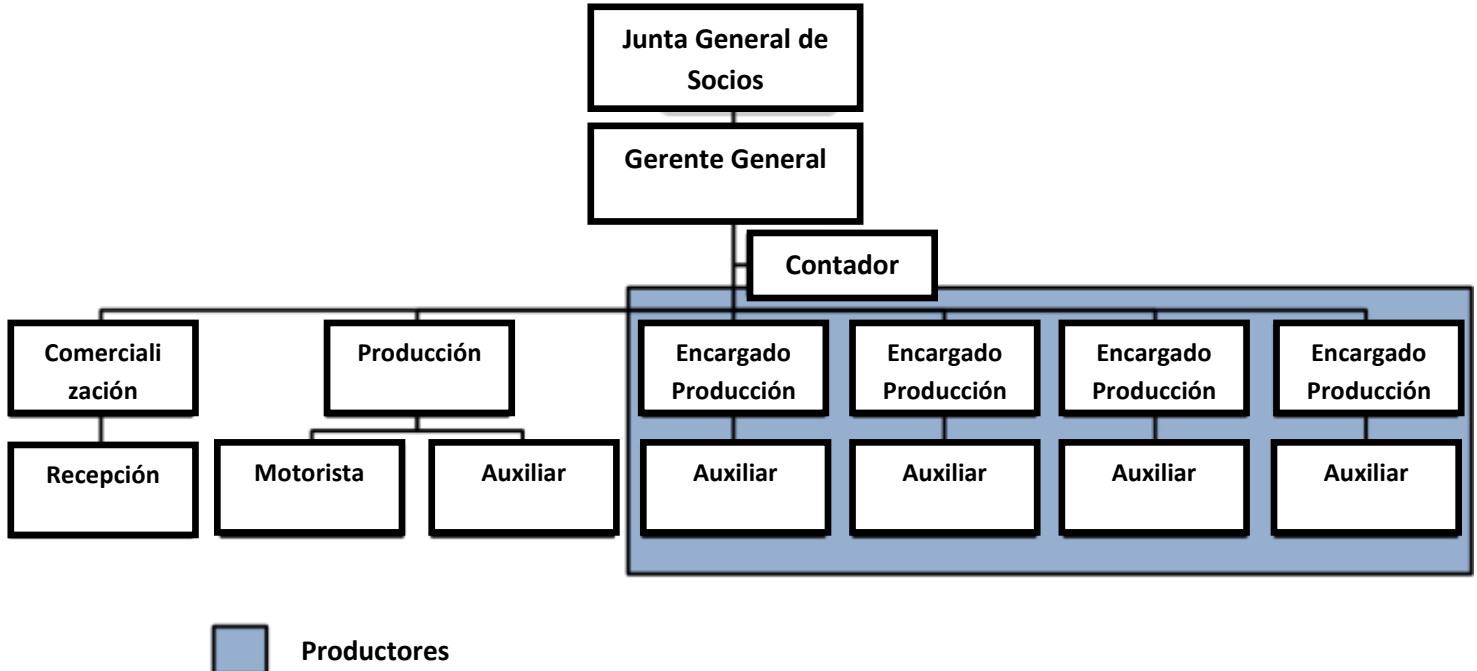 Junta General de
Socios
Gerente General
Contador
Comerciali
zación
Producción
Encargado
Producción
Encargado
Producción
Encargado
Producción
Encargado
Producción
Recepción
Motorista
Auxiliar
Auxiliar
Auxiliar
Auxiliar
Auxiliar
Productores